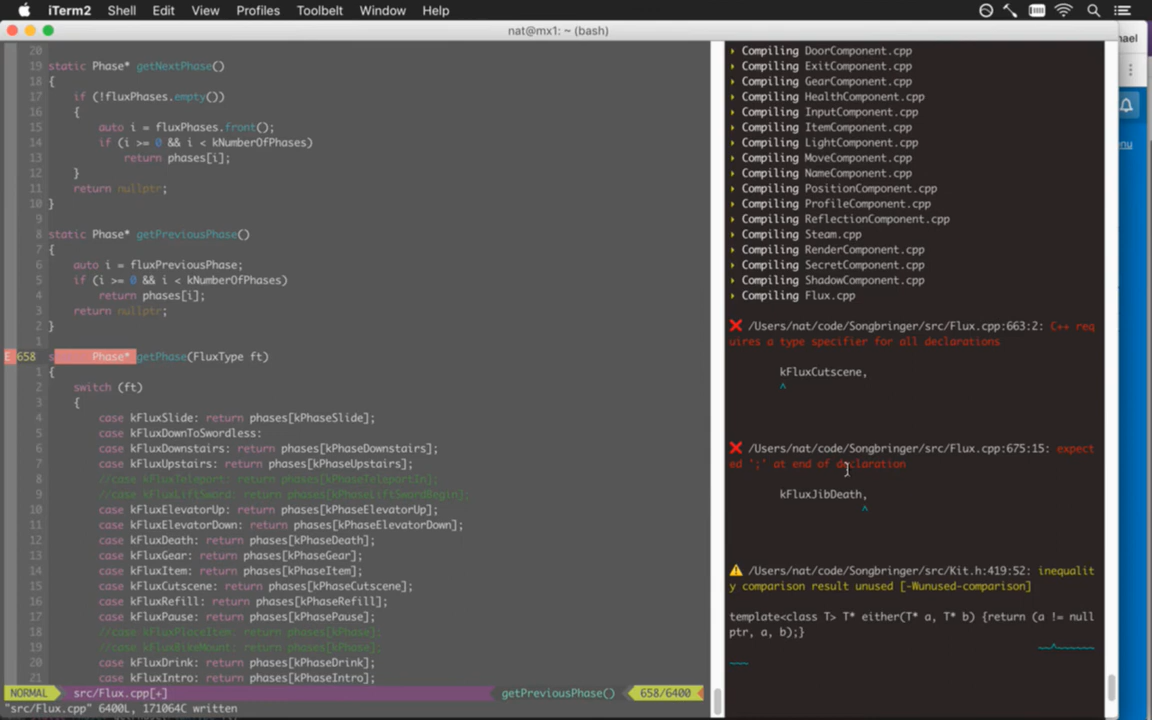 iTerm2 Shell Edit View Profiles Toolbelt Window Help
nat@mx1: ~ (bash)
20
19 static Phase* getNextPhase()
18 {
17 if (!fluxPhases.empty())
16 {
15 auto i = fluxPhases.front();
14 if (i >= 0 && i < kNumberOfPhases)
13 return phases[i];
12 }
11 return nullptr;
10 }
9
8 static Phase* getPreviousPhase()
7 {
6 auto i = fluxPreviousPhase;
5 if (i >= 0 && i < kNumberOfPhases)
4 return phases[i];
3 return nullptr;
2 }
1
E 658 s Phase* getPhase(FluxType ft)
1 {
2 switch (ft)
3 {
4 case kFluxSlide: return phases[kPhaseSlide];
5 case kFluxDownToSwordless:
6 case kFluxDownstairs: return phases[kPhaseDownstairs];
7 case kFluxUpstairs: return phases[kPhaseUpstairs];
8 //case kFluxTeleport: return phases[kPhaseTeleportIn];
9 //case kFluxLiftSword: return phases[kPhaseLiftSwordBegin];
10 case kFluxElevatorUp: return phases[kPhaseElevatorUp];
11 case kFluxElevatorDown: return phases[kPhaseElevatorDown];
12 case kFluxDeath: return phases[kPhaseDeath];
13 case kFluxGear: return phases[kPhaseGear];
14 case kFluxItem: return phases[kPhaseItem];
15 case kFluxCutscene: return phases[kPhaseCutscene];
16 case kFluxRefill: return phases[kPhaseRefill];
17 case kFluxPause: return phases[kPhasePause];
18 //case kFluxPlaceItem: return phases[kPhaseItem];
19 //case kFluxBikeMount: return phases[kPhaseBikeMount];
20 case kFluxDrink: return phases[kPhaseDrink];
21 case kFluxIntro: return phases[kPhaseIntro];
NORMAL src/Flux.cpp[+] getPreviousPhase() 658/6400
"src/Flux.cpp" 6400L, 171064C written
Compiling DoorComponent.cpp
Compiling ExitComponent.cpp
Compiling GearComponent.cpp
Compiling HealthComponent.cpp
Compiling InputComponent.cpp
Compiling ItemComponent.cpp
Compiling LightComponent.cpp
Compiling MoveComponent.cpp
Compiling NameComponent.cpp
Compiling PositionComponent.cpp
Compiling ProfileComponent.cpp
Compiling ReflectionComponent.cpp
Compiling Steam.cpp
Compiling RenderComponent.cpp
Compiling SecretComponent.cpp
Compiling ShadowComponent.cpp
Compiling Flux.cpp
❌ /Users/nat/code/Songbringer/src/Flux.cpp:663:2: C++ req
uires a type specifier for all declarations
kFluxCutscene,
^
❌ /Users/nat/code/Songbringer/src/Flux.cpp:675:15: expect
ed ';' at end of declaration
kFluxJibDeath,
^
⚠️ /Users/nat/code/Songbringer/src/Kit.h:419:52: inequalit
y comparison result unused [-Wunused-comparison]
template<class T> T* either(T* a, T* b) {return (a != null
ptr, a, b);}
~~^~~~~~~
~~~
ael
nu